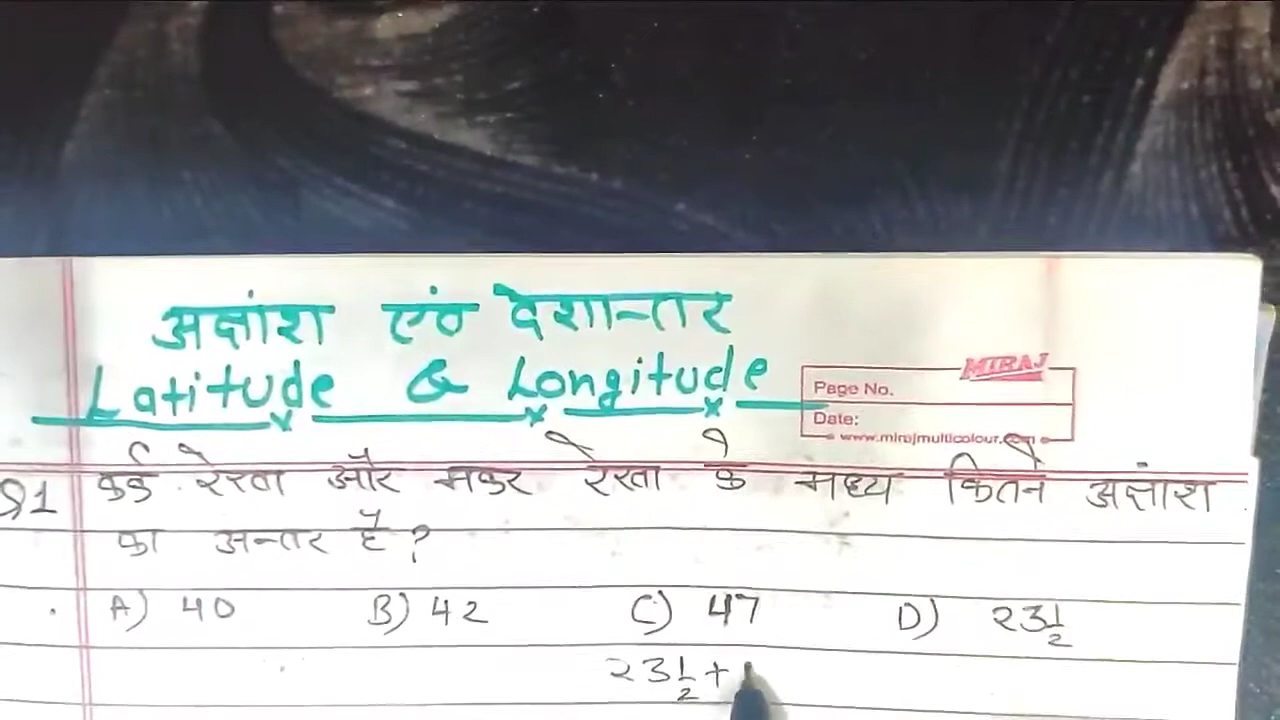 अक्षांश एवं देशान्तर
Latitude & Longitude
MIRAJ
Page No.
Date:
www.mirajmulticolour.com
Q1 कर्क रेखा और मकर रेखा के मध्य कितने अक्षांश
का अन्तर है?
A) 40 B) 42 C) 47 D) 23½
23½+